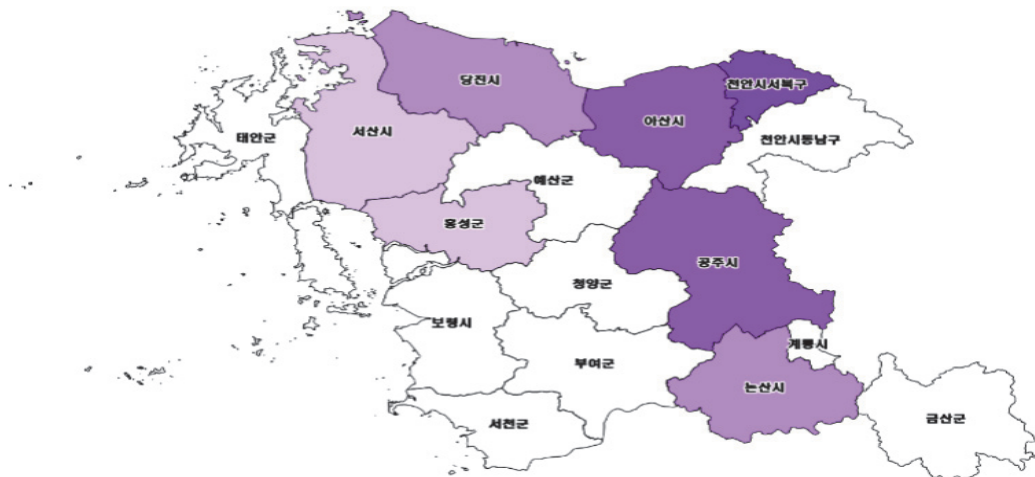 당진시
천안시서북구
아산시
서산시
태안군
천안시동남구
예산군
홍성군
공주시
청양군
보령시
계룡시
부여군
논산시
서천군
금산군